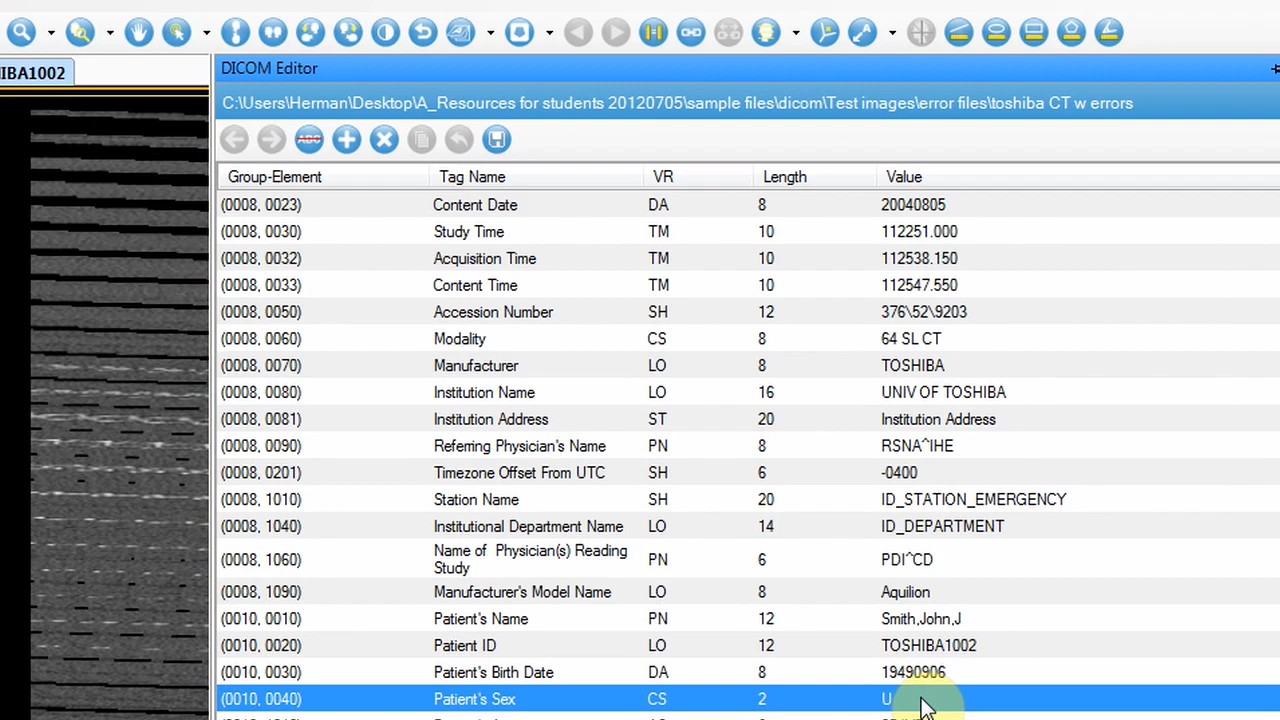 IBA1002
DICOM Editor
C:\Users\Herman\Desktop\A_Resources for students 20120705\sample files\dicom\Test images\error files\toshiba CT w errors
ABC
Group-Element Tag Name VR Length Value
(0008, 0023) Content Date DA 8 20040805
(0008, 0030) Study Time TM 10 112251.000
(0008, 0032) Acquisition Time TM 10 112538.150
(0008, 0033) Content Time TM 10 112547.550
(0008, 0050) Accession Number SH 12 376\52\9203
(0008, 0060) Modality CS 8 64 SL CT
(0008, 0070) Manufacturer LO 8 TOSHIBA
(0008, 0080) Institution Name LO 16 UNIV OF TOSHIBA
(0008, 0081) Institution Address ST 20 Institution Address
(0008, 0090) Referring Physician's Name PN 8 RSNA^IHE
(0008, 0201) Timezone Offset From UTC SH 6 -0400
(0008, 1010) Station Name SH 20 ID_STATION_EMERGENCY
(0008, 1040) Institutional Department Name LO 14 ID_DEPARTMENT
(0008, 1060) Name of Physician(s) Reading Study PN 6 PDI^CD
(0008, 1090) Manufacturer's Model Name LO 8 Aquilion
(0010, 0010) Patient's Name PN 12 Smith,John,J
(0010, 0020) Patient ID LO 12 TOSHIBA1002
(0010, 0030) Patient's Birth Date DA 8 19490906
(0010, 0040) Patient's Sex CS 2 U